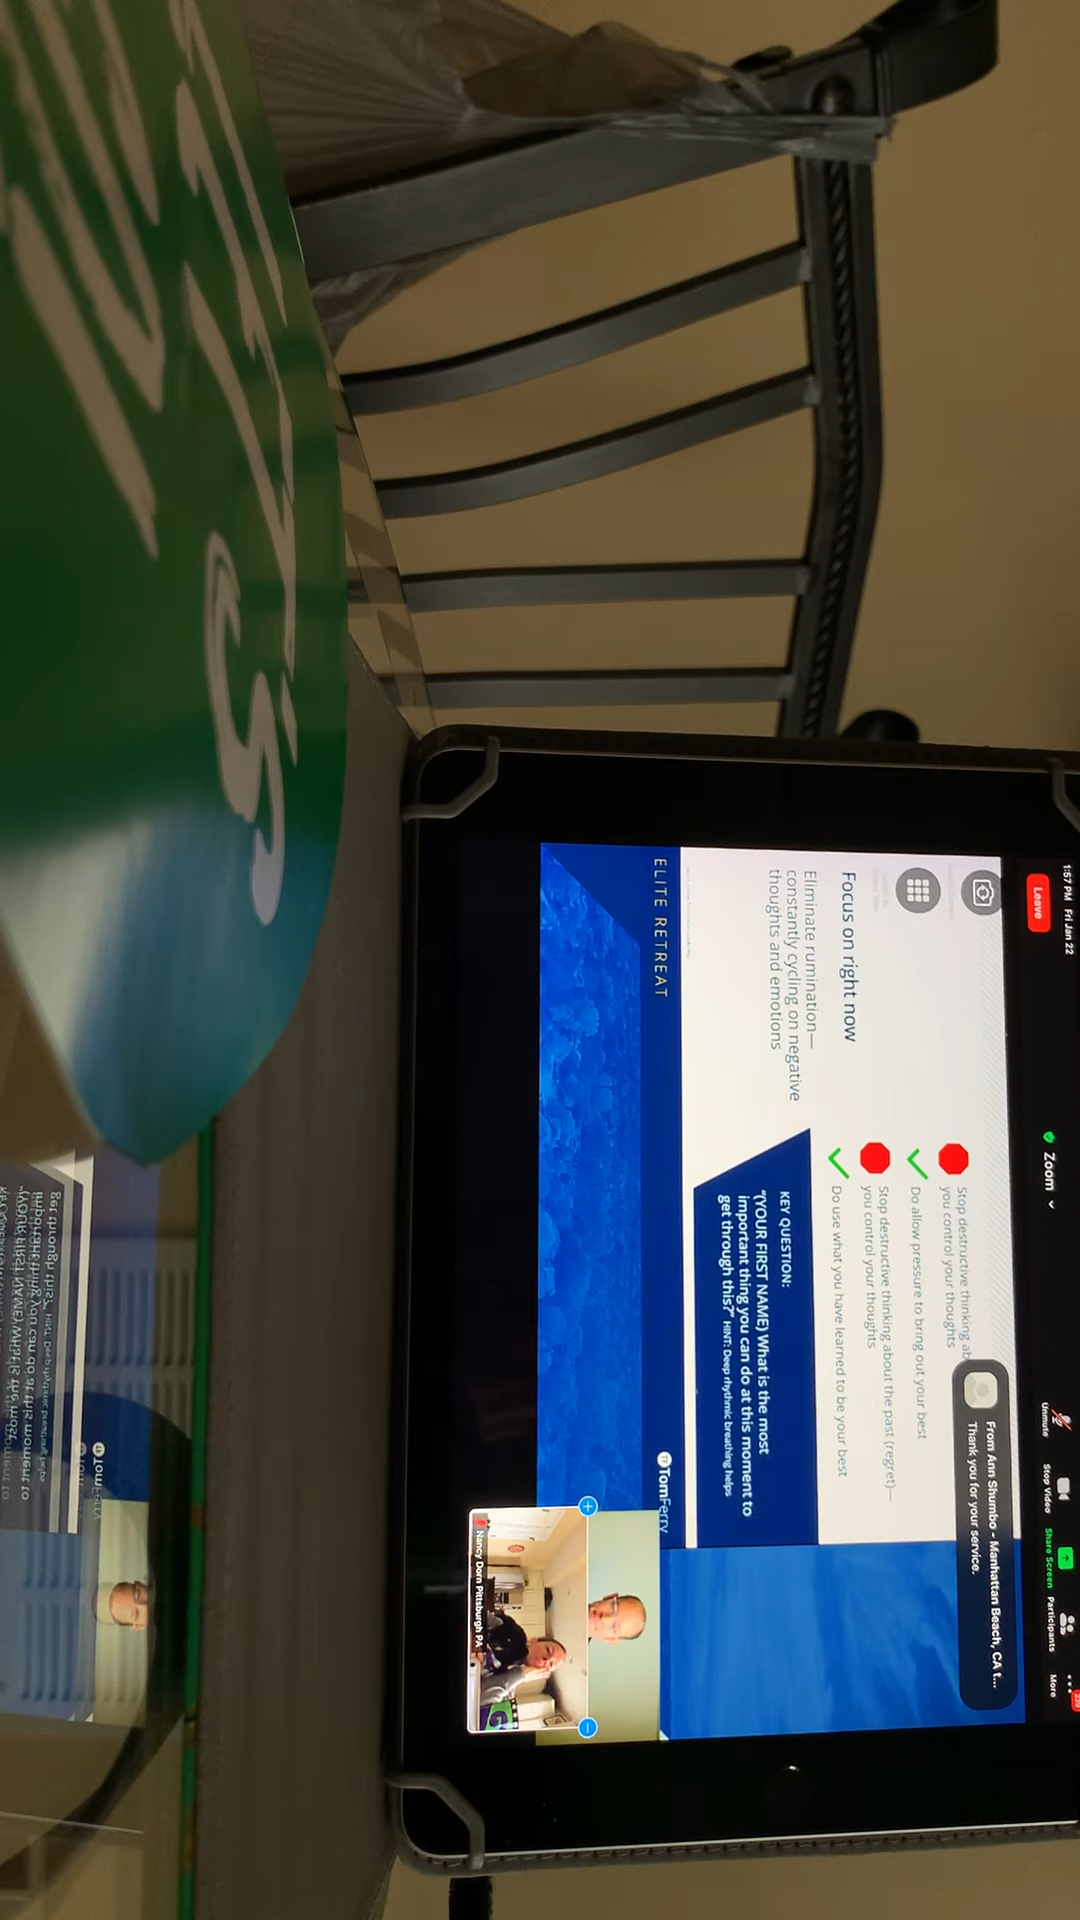 1:57 PM Fri Jan 22
Leave
Zoom
Unmute
Stop Video
Share Screen
Participants
More
From Ann Shumbo - Manhattan Beach, CA t...
Thank you for your service.
Focus on right now
Eliminate rumination—
constantly cycling on negative
thoughts and emotions
Stop destructive thinking ab
you control your thoughts
Do allow pressure to bring out your best
Stop destructive thinking about the past (regret)—
you control your thoughts
Do use what you have learned to be your best
KEY QUESTION:
"(YOUR FIRST NAME) What is the most
important thing you can do at this moment to
get through this?" HINT: Deep rhythmic breathing helps
ELITE RETREAT
TomFerry
Nancy Dorn Pittsburgh PA